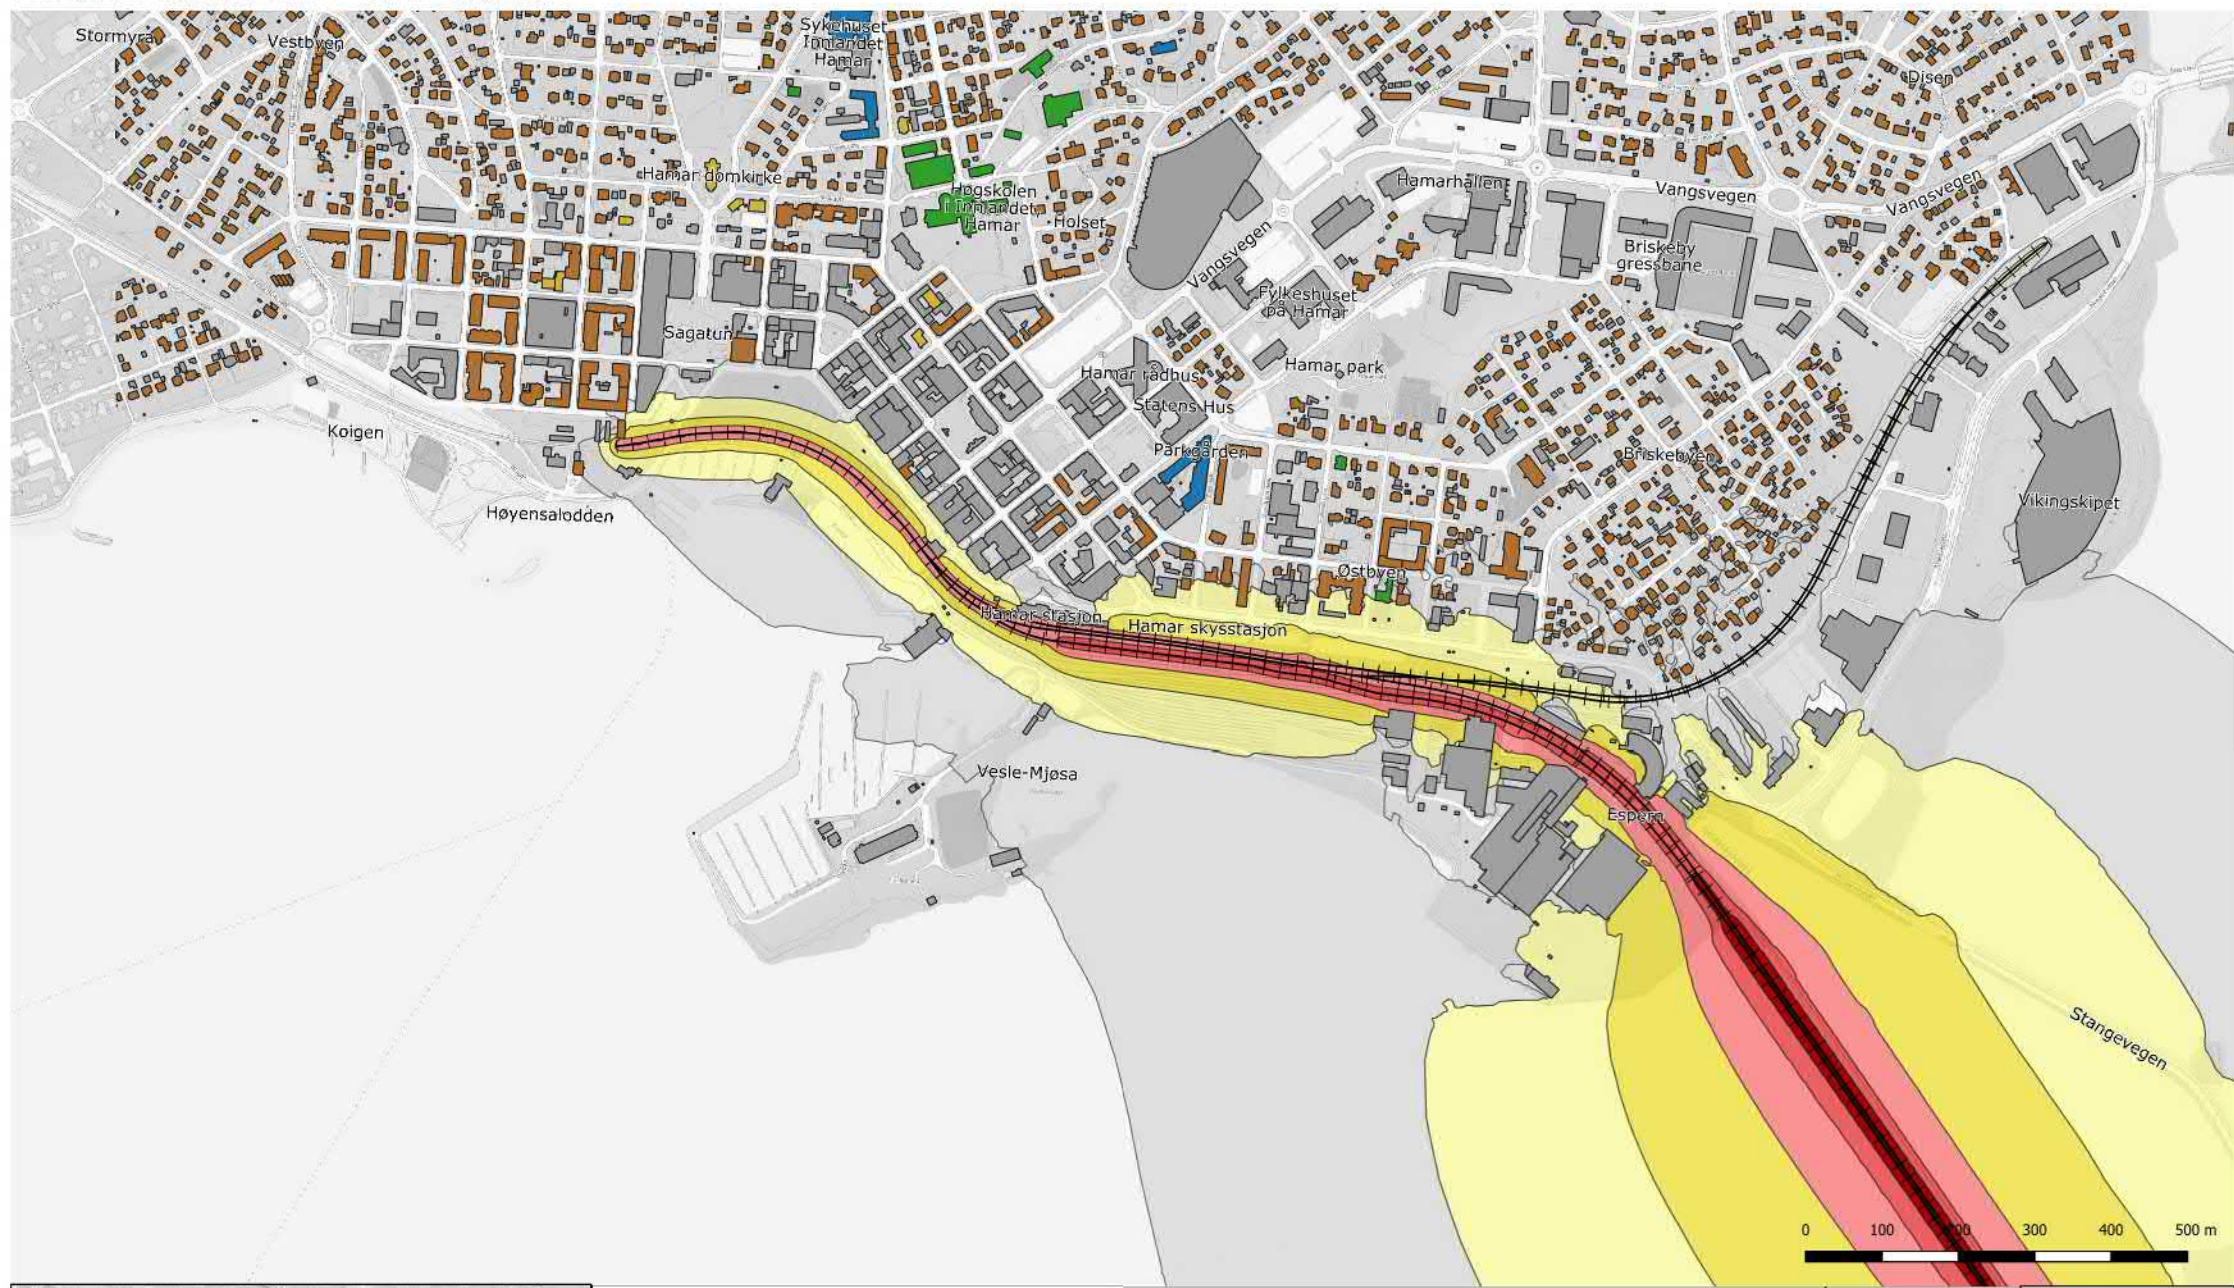 Stormyra
Vestbyen
Sykehuset
Innlandet
Hamar
Disen
Hamar domkirke
Høgskolen
i Innlandet,
Hamar
Holset
Hamarhallen
Vangsvegen
Vangsvegen
Vangsvegen
Briskeby
gressbane
Fylkeshuset
på Hamar
Sagatun
Hamar rådhus
Hamar park
Statens Hus
Koigen
Parkgården
Briskebyen
Vikingskipet
Høyensalodden
Østbyen
Hamar stasjon
Hamar skysstasjon
Vesle-Mjøsa
Espern
Stangevegen
0 100 200 300 400 500 m